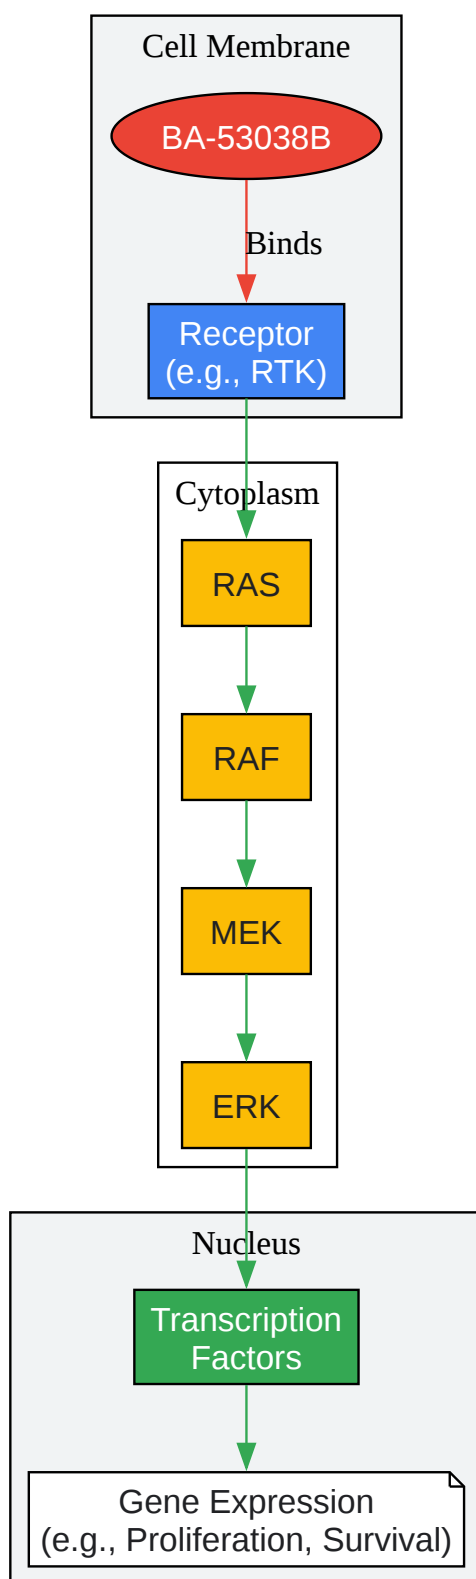 Cell Membrane
BA-53038B
Binds
Receptor
(e.g., RTK)
Cytoplasm
RAS
RAF
MEK
ERK
Nucleus
Transcription
Factors
Gene Expression
(e.g., Proliferation, Survival)